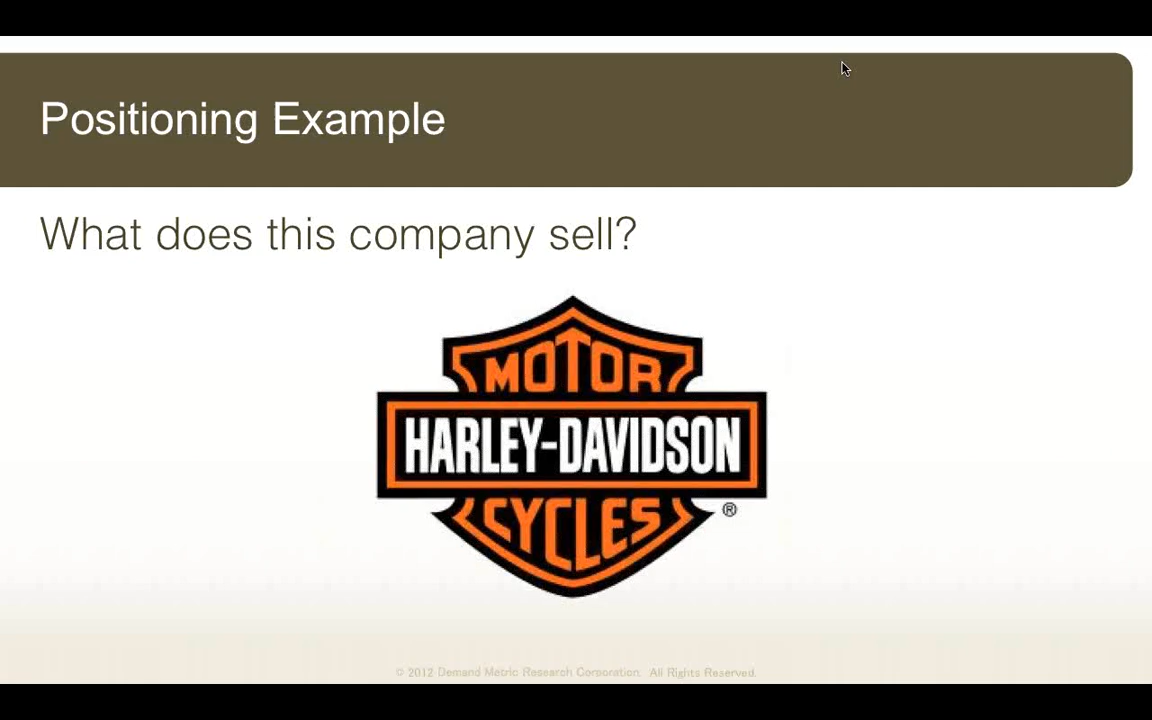 Positioning Example
What does this company sell?
MOTOR
HARLEY-DAVIDSON
CYCLES
®
© 2012 Demand Metric Research Corporation. All Rights Reserved.